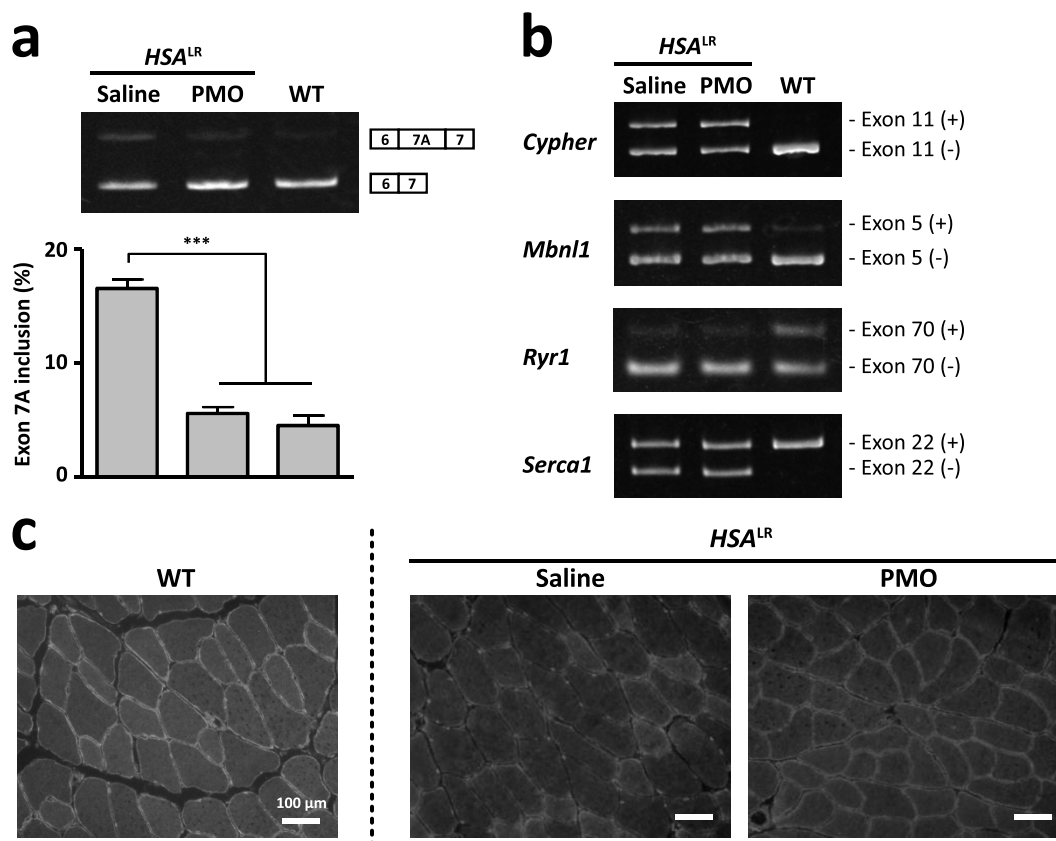 a
HSA^LR
Saline PMO WT
6 7A 7
6 7
***
20
10
0
Exon 7A inclusion (%)
b
HSA^LR
Saline PMO WT
Cypher
- Exon 11 (+)
- Exon 11 (-)
Mbnl1
- Exon 5 (+)
- Exon 5 (-)
Ryr1
- Exon 70 (+)
- Exon 70 (-)
Serca1
- Exon 22 (+)
- Exon 22 (-)
c
WT
100 µm
HSA^LR
Saline PMO